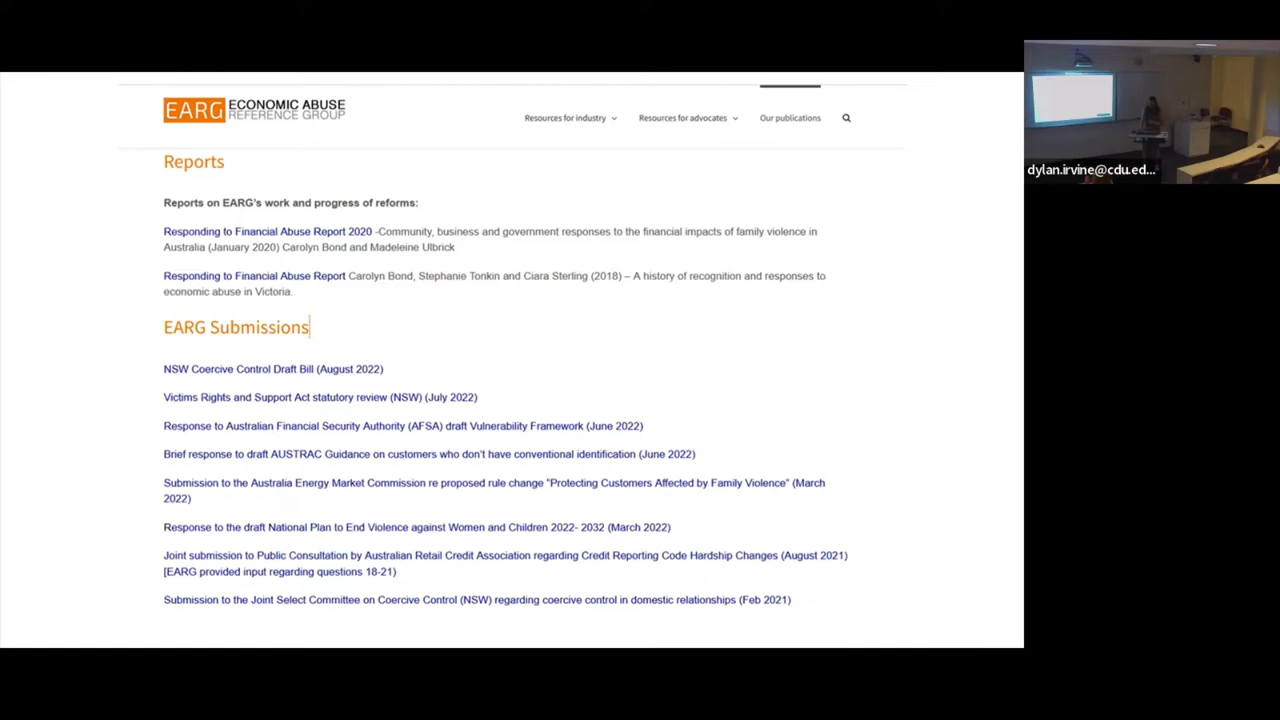 EARG ECONOMIC ABUSE
REFERENCE GROUP
Resources for industry
Resources for advocates
Our publications
Reports
Reports on EARG's work and progress of reforms:
Responding to Financial Abuse Report 2020 -Community, business and government responses to the financial impacts of family violence in
Australia (January 2020) Carolyn Bond and Madeleine Ulbrick
Responding to Financial Abuse Report Carolyn Bond, Stephanie Tonkin and Ciara Sterling (2018) – A history of recognition and responses to
economic abuse in Victoria.
EARG Submissions
NSW Coercive Control Draft Bill (August 2022)
Victims Rights and Support Act statutory review (NSW) (July 2022)
Response to Australian Financial Security Authority (AFSA) draft Vulnerability Framework (June 2022)
Brief response to draft AUSTRAC Guidance on customers who don't have conventional identification (June 2022)
Submission to the Australia Energy Market Commission re proposed rule change "Protecting Customers Affected by Family Violence" (March
2022)
Response to the draft National Plan to End Violence against Women and Children 2022- 2032 (March 2022)
Joint submission to Public Consultation by Australian Retail Credit Association regarding Credit Reporting Code Hardship Changes (August 2021)
[EARG provided input regarding questions 18-21)
Submission to the Joint Select Committee on Coercive Control (NSW) regarding coercive control in domestic relationships (Feb 2021)
dylan.irvine@cdu.ed...